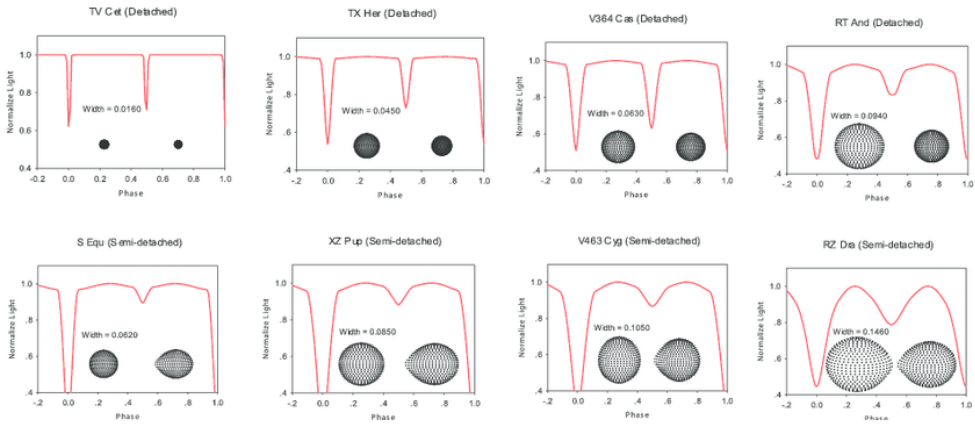 TV Cet (Detached)
TX Her (Detached)
V364 Cas (Detached)
RT And (Detached)
Normalize Light
1.0
0.8
0.6
0.4
Width = 0.0160
-0.2 0.0 0.2 0.4 0.6 0.8 1.0
Phase
Normalize Light
1.0
.8
.6
.4
Width = 0.0450
-.2 0.0 .2 .4 .6 .8 1.0
Phase
Normalize Light
1.0
.8
.6
.4
Width = 0.0630
-.2 0.0 .2 .4 .6 .8 1.0
Phase
Normalize Light
1.0
.8
.6
.4
Width = 0.0940
-.2 0.0 .2 .4 .6 .8 1.0
Phase
S Equ (Semi-detached)
XZ Pup (Semi-detached)
V463 Cyg (Semi-detached)
RZ Dra (Semi-detached)
Normalize Light
1.0
.8
.6
.4
Width = 0.0620
-.2 0.0 .2 .4 .6 .8 1.0
Phase
Normalize Light
1.0
.8
.6
.4
Width = 0.0850
-.2 0.0 .2 .4 .6 .8 1.0
Phase
Normalize Light
1.0
.8
.6
.4
Width = 0.1050
-.2 0.0 .2 .4 .6 .8 1.0
Phase
Normalize Light
1.0
.8
.6
.4
Width = 0.1460
-.2 0.0 .2 .4 .6 .8 1.0
Phase